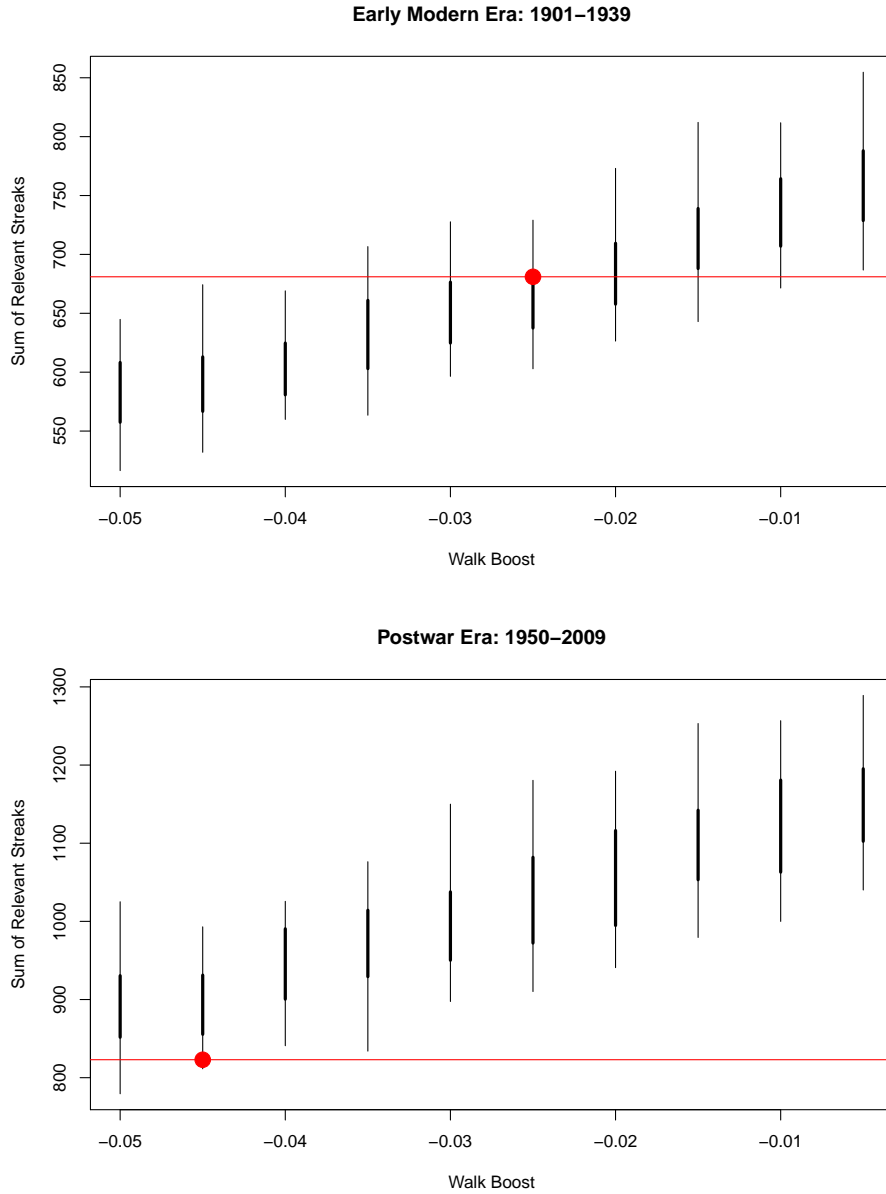 Early Modern Era: 1901−1939
850
800
750
700
650
600
550
Sum of Relevant Streaks
−0.05 −0.04 −0.03 −0.02 −0.01
Walk Boost
Postwar Era: 1950−2009
1300
1200
1100
1000
900
800
Sum of Relevant Streaks
−0.05 −0.04 −0.03 −0.02 −0.01
Walk Boost